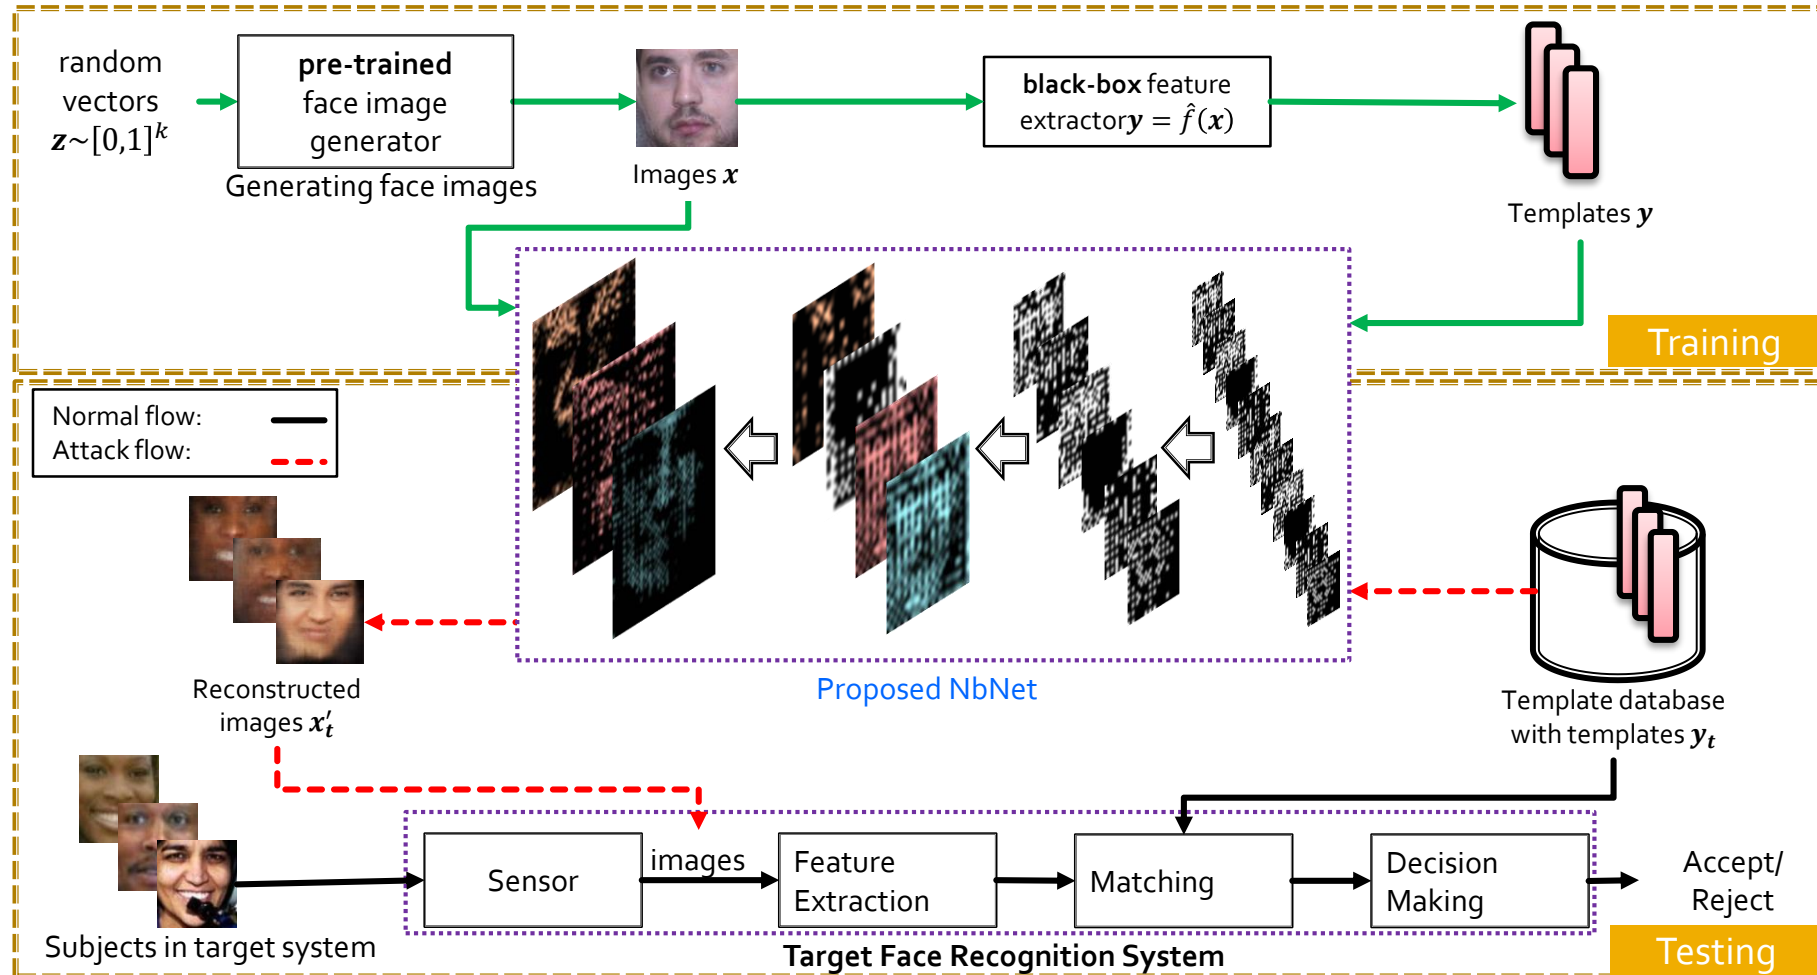 random
vectors
z~[0,1]^k
pre-trained
face image
generator
Generating face images
Images x
black-box feature
extractor y = f̂(x)
Templates y
Training
Normal flow:
Attack flow:
Reconstructed
images x′_t
Proposed NbNet
Template database
with templates y_t
Subjects in target system
Sensor
images
Feature
Extraction
Matching
Decision
Making
Accept/
Reject
Target Face Recognition System
Testing